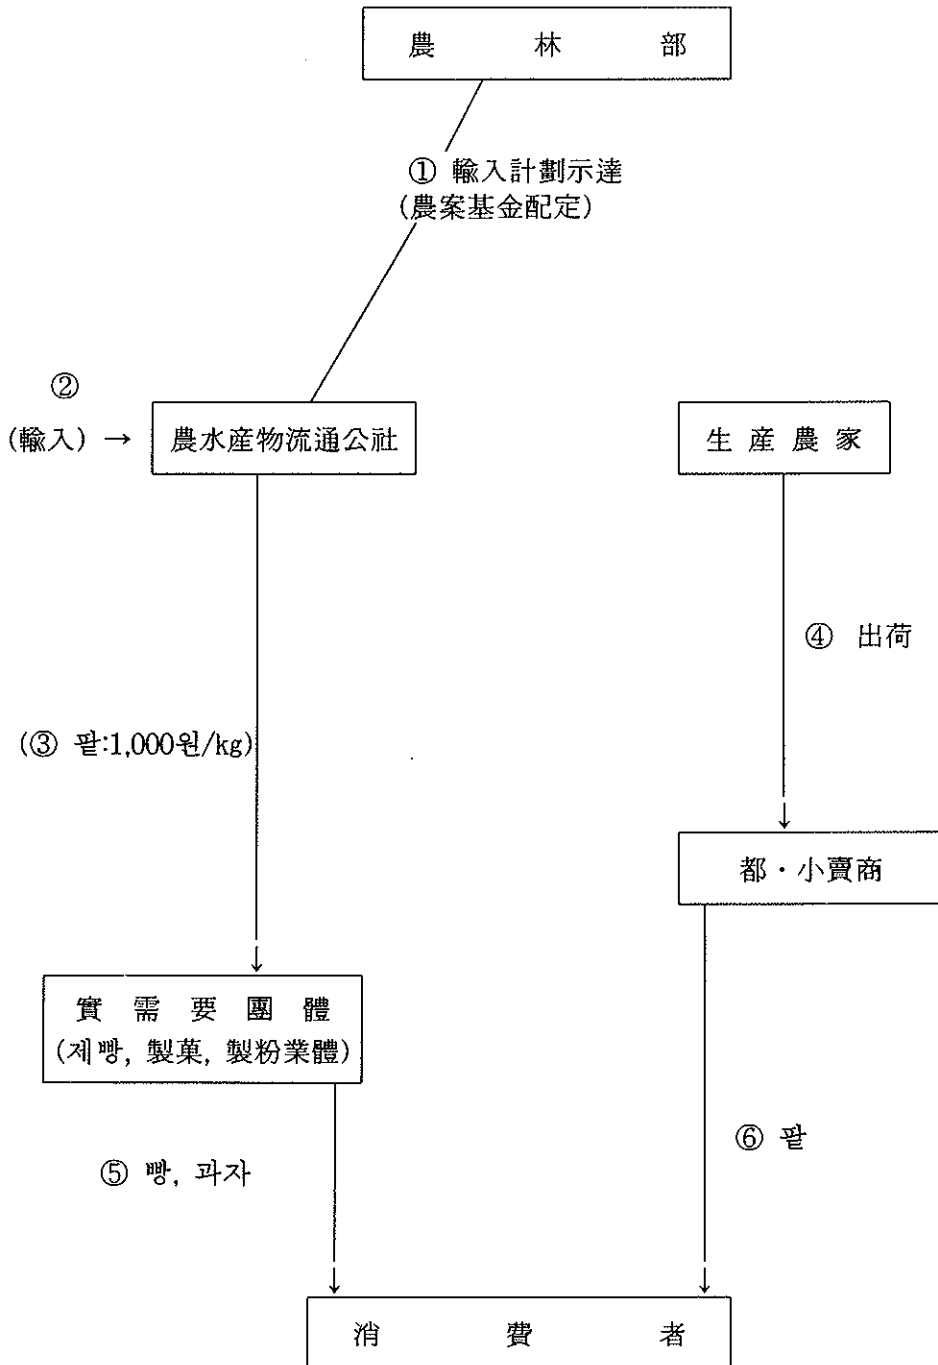 農 林 部
① 輸入計劃示達
(農案基金配定)
②
(輸入) →
農水産物流通公社
生 産 農 家
④ 出荷
(③ 팥:1,000원/kg)
都・小賣商
實 需 要 團 體
(제빵, 製菓, 製粉業體)
⑥ 팥
⑤ 빵, 과자
消 費 者